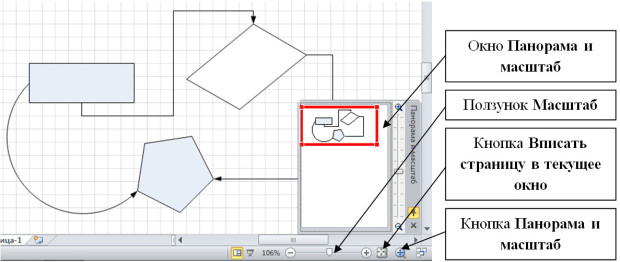 Окно Панорама и
масштаб
Ползунок Масштаб
Кнопка Вписать
страницу в текущее
окно
Кнопка Панорама и
масштаб
Панорама и масштаб
ица-1
106%